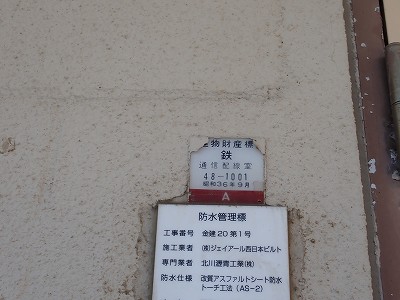 建物財産標
鉄
通信配線室
48-1001
昭和36年9月
A
防水管理標
工事番号 金建20第1号
施工業者 (株)ジェイアール西日本ビルト
専門業者 北川瀝青工業(株)
防水仕様 改質アスファルトシート防水
トーチ工法(AS-2)